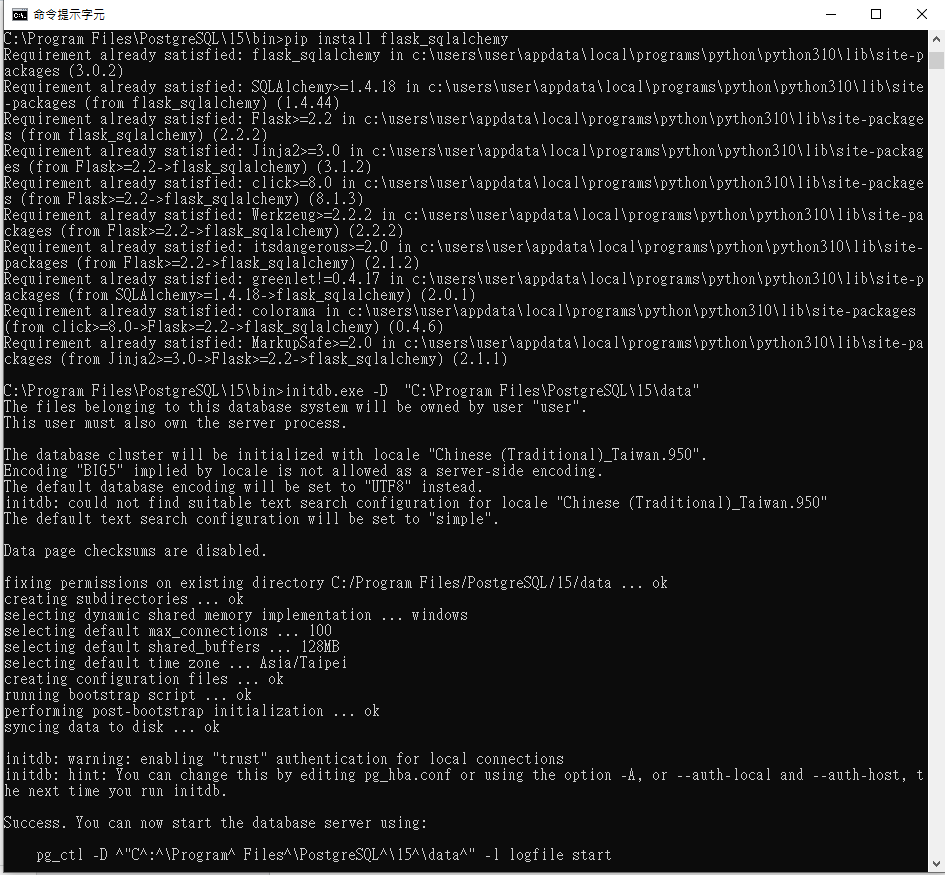 命令提示字元
C:\Program Files\PostgreSQL\15\bin>pip install flask_sqlalchemy
Requirement already satisfied: flask_sqlalchemy in c:\users\user\appdata\local\programs\python\python310\lib\site-p
ackages (3.0.2)
Requirement already satisfied: SQLAlchemy>=1.4.18 in c:\users\user\appdata\local\programs\python\python310\lib\site
-packages (from flask_sqlalchemy) (1.4.44)
Requirement already satisfied: Flask>=2.2 in c:\users\user\appdata\local\programs\python\python310\lib\site-package
s (from flask_sqlalchemy) (2.2.2)
Requirement already satisfied: Jinja2>=3.0 in c:\users\user\appdata\local\programs\python\python310\lib\site-packag
es (from Flask>=2.2->flask_sqlalchemy) (3.1.2)
Requirement already satisfied: click>=8.0 in c:\users\user\appdata\local\programs\python\python310\lib\site-package
s (from Flask>=2.2->flask_sqlalchemy) (8.1.3)
Requirement already satisfied: Werkzeug>=2.2.2 in c:\users\user\appdata\local\programs\python\python310\lib\site-pa
ckages (from Flask>=2.2->flask_sqlalchemy) (2.2.2)
Requirement already satisfied: itsdangerous>=2.0 in c:\users\user\appdata\local\programs\python\python310\lib\site-
packages (from Flask>=2.2->flask_sqlalchemy) (2.1.2)
Requirement already satisfied: greenlet!=0.4.17 in c:\users\user\appdata\local\programs\python\python310\lib\site-p
ackages (from SQLAlchemy>=1.4.18->flask_sqlalchemy) (2.0.1)
Requirement already satisfied: colorama in c:\users\user\appdata\local\programs\python\python310\lib\site-packages
(from click>=8.0->Flask>=2.2->flask_sqlalchemy) (0.4.6)
Requirement already satisfied: MarkupSafe>=2.0 in c:\users\user\appdata\local\programs\python\python310\lib\site-pa
ckages (from Jinja2>=3.0->Flask>=2.2->flask_sqlalchemy) (2.1.1)
C:\Program Files\PostgreSQL\15\bin>initdb.exe -D  "C:\Program Files\PostgreSQL\15\data"
The files belonging to this database system will be owned by user "user".
This user must also own the server process.
The database cluster will be initialized with locale "Chinese (Traditional)_Taiwan.950".
Encoding "BIG5" implied by locale is not allowed as a server-side encoding.
The default database encoding will be set to "UTF8" instead.
initdb: could not find suitable text search configuration for locale "Chinese (Traditional)_Taiwan.950"
The default text search configuration will be set to "simple".
Data page checksums are disabled.
fixing permissions on existing directory C:/Program Files/PostgreSQL/15/data ... ok
creating subdirectories ... ok
selecting dynamic shared memory implementation ... windows
selecting default max_connections ... 100
selecting default shared_buffers ... 128MB
selecting default time zone ... Asia/Taipei
creating configuration files ... ok
running bootstrap script ... ok
performing post-bootstrap initialization ... ok
syncing data to disk ... ok
initdb: warning: enabling "trust" authentication for local connections
initdb: hint: You can change this by editing pg_hba.conf or using the option -A, or --auth-local and --auth-host, t
he next time you run initdb.
Success. You can now start the database server using:
pg_ctl -D ^"C^:^\Program^ Files^\PostgreSQL^\15^\data^" -l logfile start